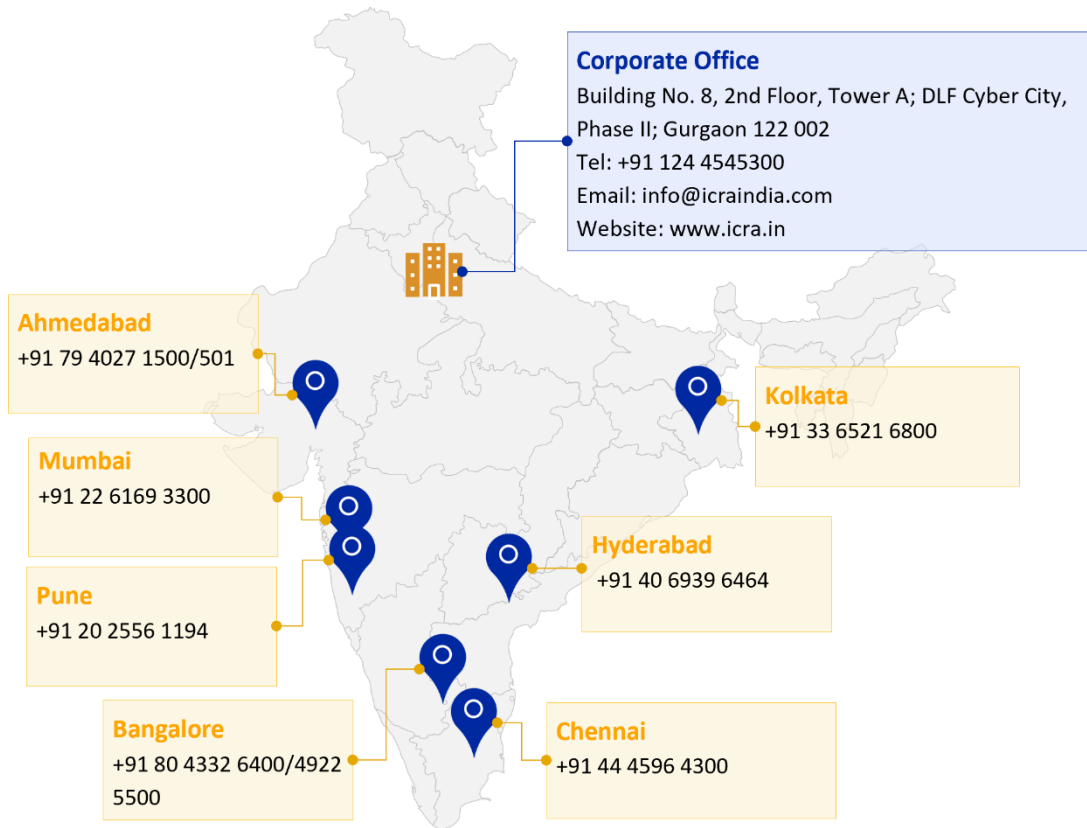 Corporate Office
Building No. 8, 2nd Floor, Tower A; DLF Cyber City,
Phase II; Gurgaon 122 002
Tel: +91 124 4545300
Email: info@icraindia.com
Website: www.icra.in
Ahmedabad
+91 79 4027 1500/501
Kolkata
+91 33 6521 6800
Mumbai
+91 22 6169 3300
Hyderabad
+91 40 6939 6464
Pune
+91 20 2556 1194
Bangalore
+91 80 4332 6400/4922
5500
Chennai
+91 44 4596 4300